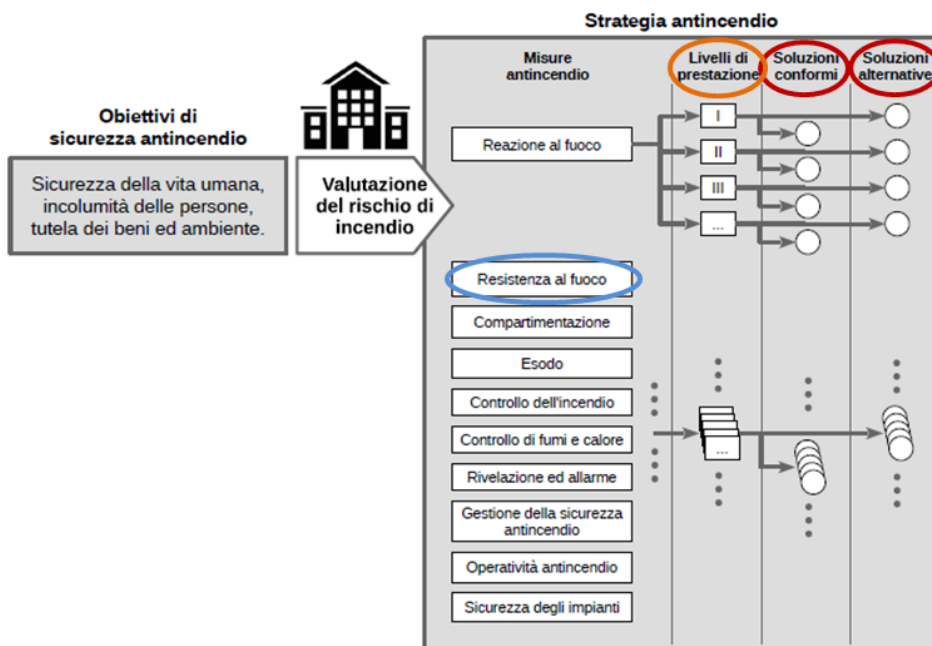 Strategia antincendio
Misure
antincendio
Livelli di
prestazione
Soluzioni
conformi
Soluzioni
alternative
Obiettivi di
sicurezza antincendio
Sicurezza della vita umana,
incolumità delle persone,
tutela dei beni ed ambiente.
Valutazione
del rischio di
incendio
Reazione al fuoco
I
II
III
...
Resistenza al fuoco
Compartimentazione
Esodo
Controllo dell'incendio
Controllo di fumi e calore
...
Rivelazione ed allarme
Gestione della sicurezza
antincendio
Operatività antincendio
Sicurezza degli impianti